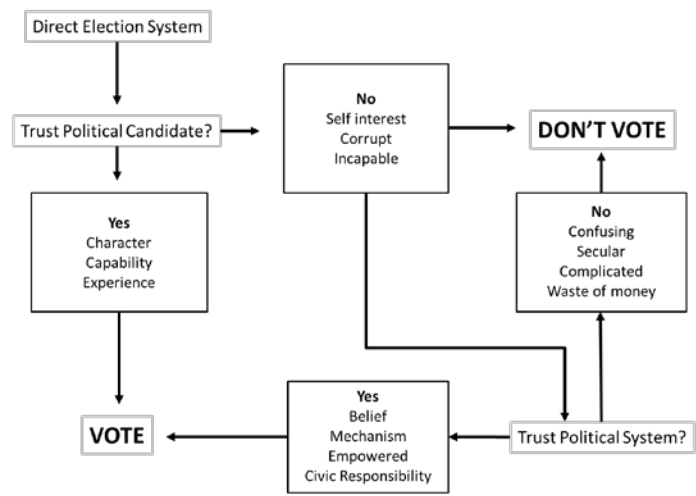 Direct Election System
Trust Political Candidate?
No
Self interest
Corrupt
Incapable
DON'T VOTE
Yes
Character
Capability
Experience
No
Confusing
Secular
Complicated
Waste of money
VOTE
Yes
Belief
Mechanism
Empowered
Civic Responsibility
Trust Political System?